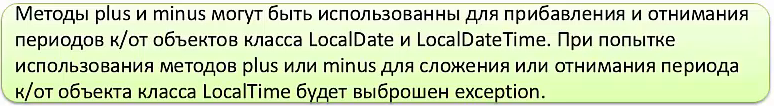 Методы plus и minus могут быть использованны для прибавления и отнимания
периодов к/от объектов класса LocalDate и LocalDateTime. При попытке
использования методов plus или minus для сложения или отнимания периода
к/от объекта класса LocalTime будет выброшен exception.